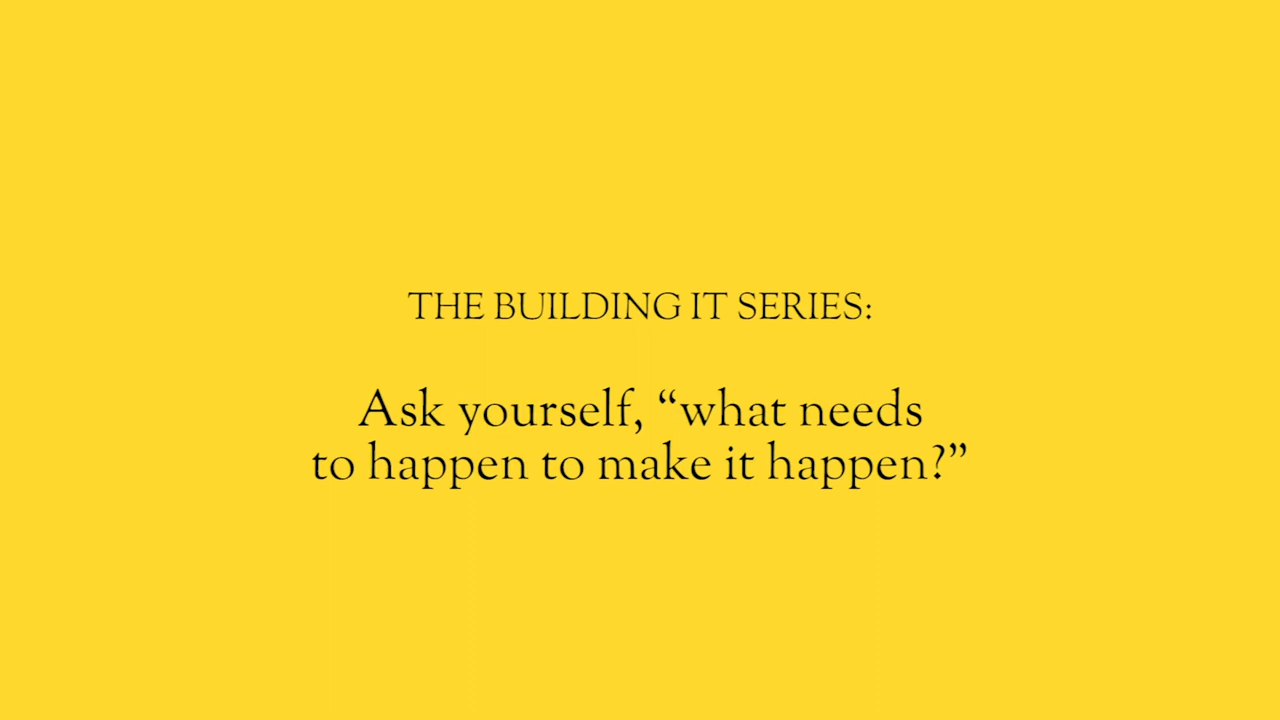 THE BUILDING IT SERIES:
Ask yourself, “what needs
to happen to make it happen?”